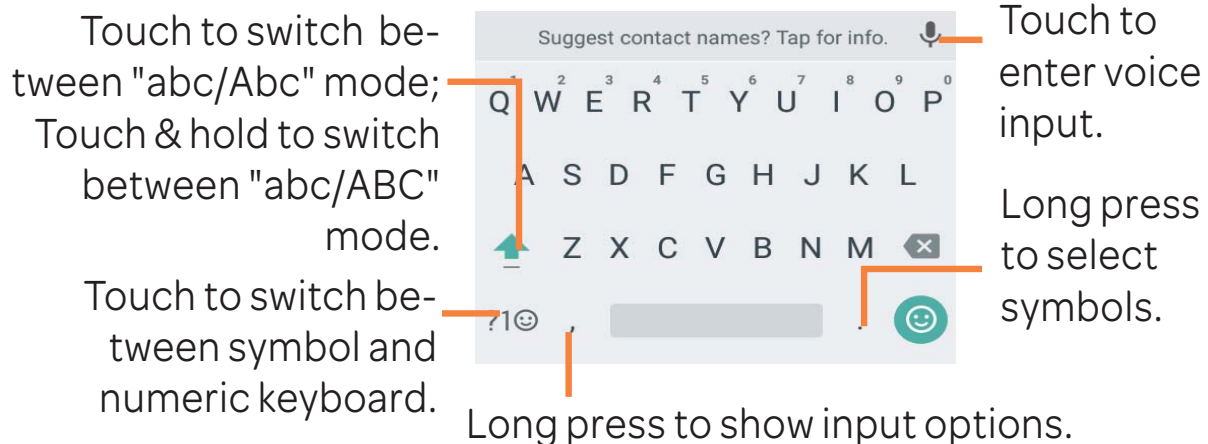 Touch to switch be-
tween "abc/Abc" mode;
Touch & hold to switch
between "abc/ABC"
mode.
Touch to switch be-
tween symbol and
numeric keyboard.
Suggest contact names? Tap for info.
1 2 3 4 5 6 7 8 9 0
Q W E R T Y U I O P
A S D F G H J K L
Z X C V B N M
?1☺ , .
Touch to
enter voice
input.
Long press
to select
symbols.
Long press to show input options.